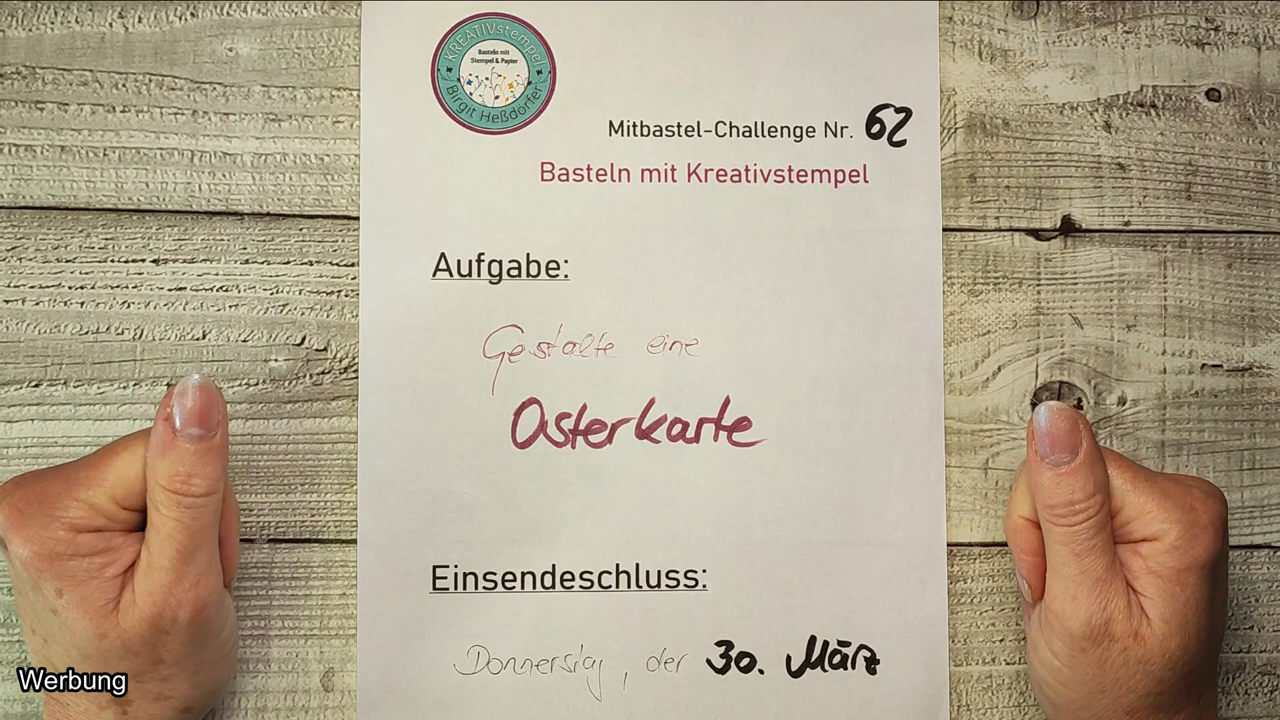 KREATIVstempel
Basteln mit
Stempel & Papier
Birgit Heßdörfer
Mitbastel-Challenge Nr. 62
Basteln mit Kreativstempel
Aufgabe:
Gestalte eine
Osterkarte
Einsendeschluss:
Donnerstag, der 30. März
Werbung